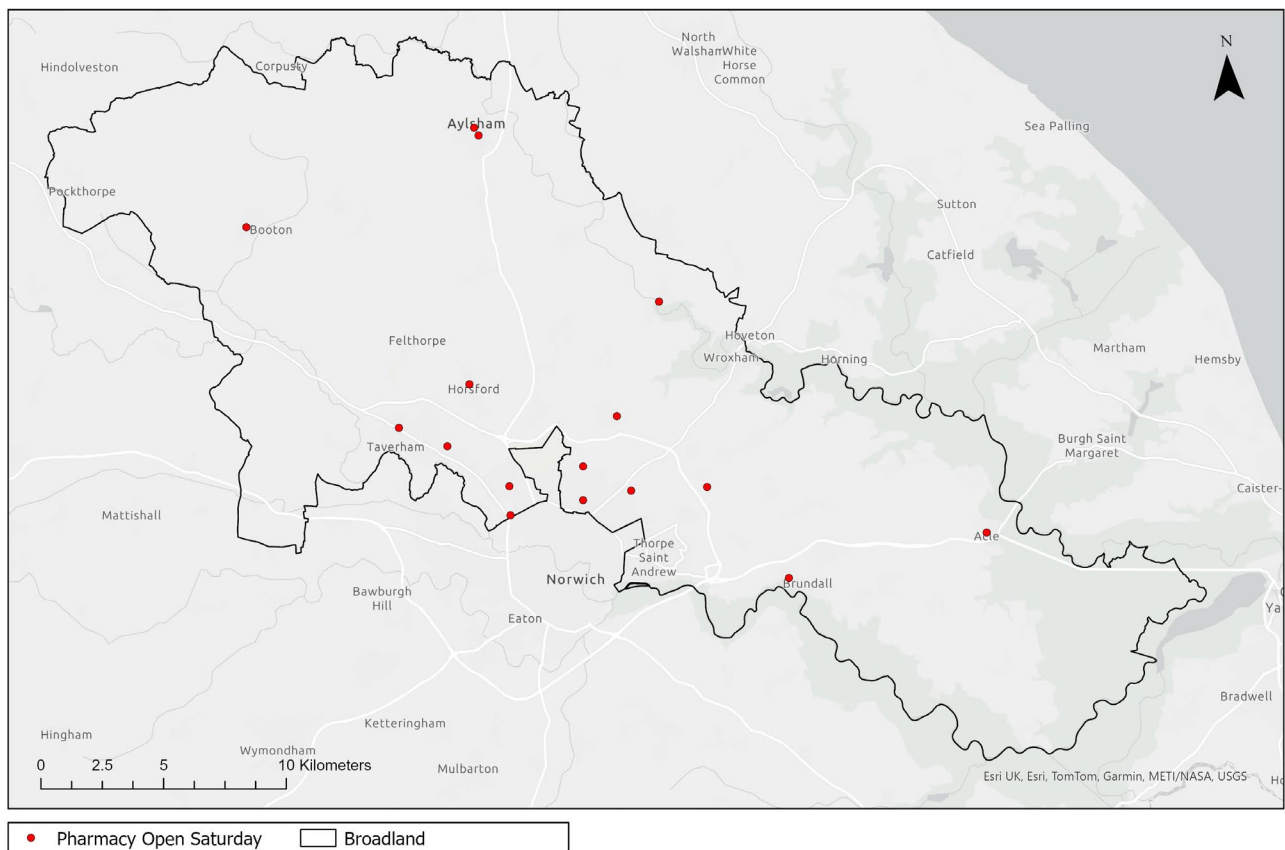 North
Walsham
White
Horse
Common
N
Hindolveston
Corpusty
Aylsham
Sea Palling
Pockthorpe
Sutton
Booton
Catfield
Felthorpe
Hoveton
Wroxham
Horning
Martham
Hemsby
Horsford
Taverham
Burgh Saint
Margaret
Caister-
Mattishall
Acle
Thorpe
Saint
Andrew
Norwich
Brundall
Bawburgh
Hill
Eaton
Ya
Bradwell
Ketteringham
Hingham
Wymondham
Mulbarton
0 2.5 5 10 Kilometers
Esri UK, Esri, TomTom, Garmin, METI/NASA, USGS
Pharmacy Open Saturday Broadland